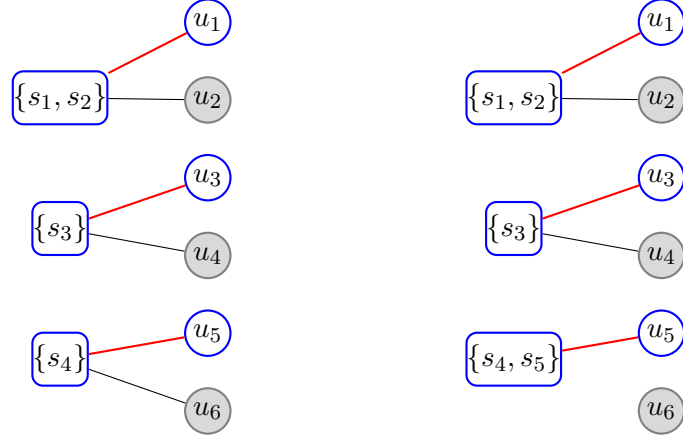 u₁ u₁
{s₁, s₂} u₂ {s₁, s₂} u₂
u₃ u₃
{s₃} {s₃}
u₄ u₄
u₅ u₅
{s₄} {s₄, s₅}
u₆ u₆